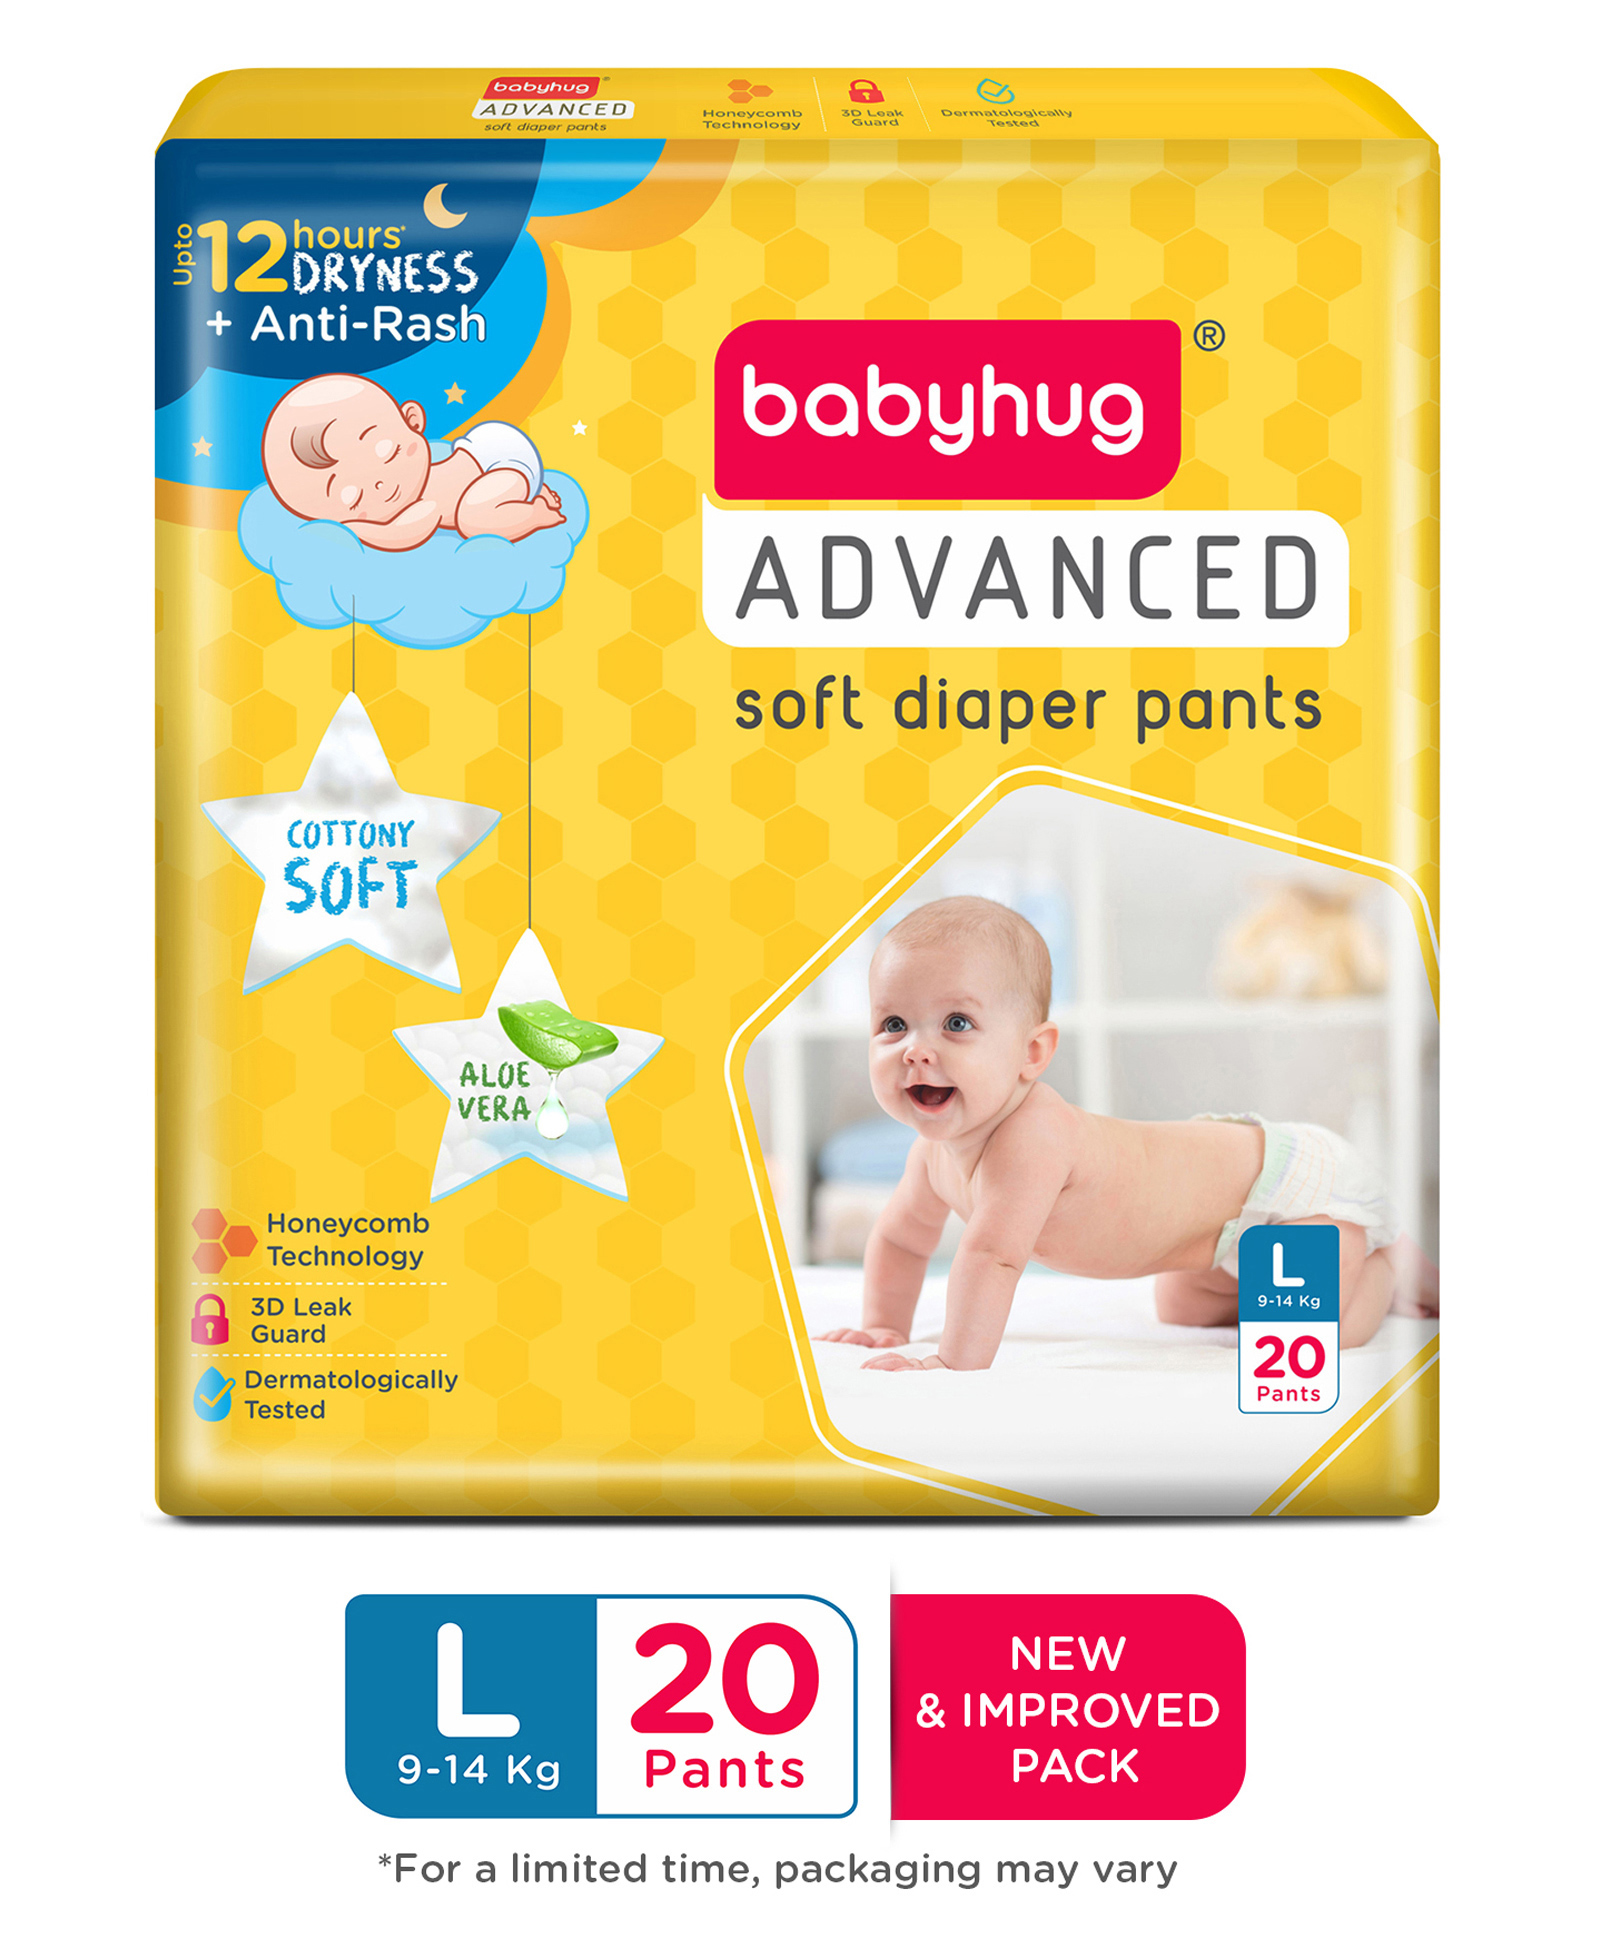 babyhug
ADVANCED
soft diaper pants
Honeycomb
Technology
3D Leak
Guard
Dermatologically
Tested
Upto 12 hours*
DRYNESS
+ Anti-Rash
babyhug®
ADVANCED
soft diaper pants
COTTONY
SOFT
ALOE
VERA
Honeycomb
Technology
3D Leak
Guard
Dermatologically
Tested
L
9-14 Kg
20
Pants
L
9-14 Kg
20
Pants
NEW
& IMPROVED
PACK
*For a limited time, packaging may vary